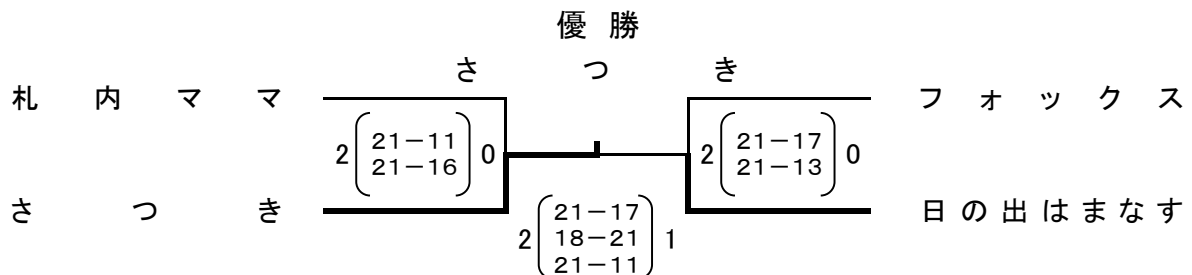 優勝
さつき
札内ママ
フォックス
2 21-11 0
21-16
2 21-17 0
21-13
さつき
日の出はまなす
21-17
2 18-21 1
21-11